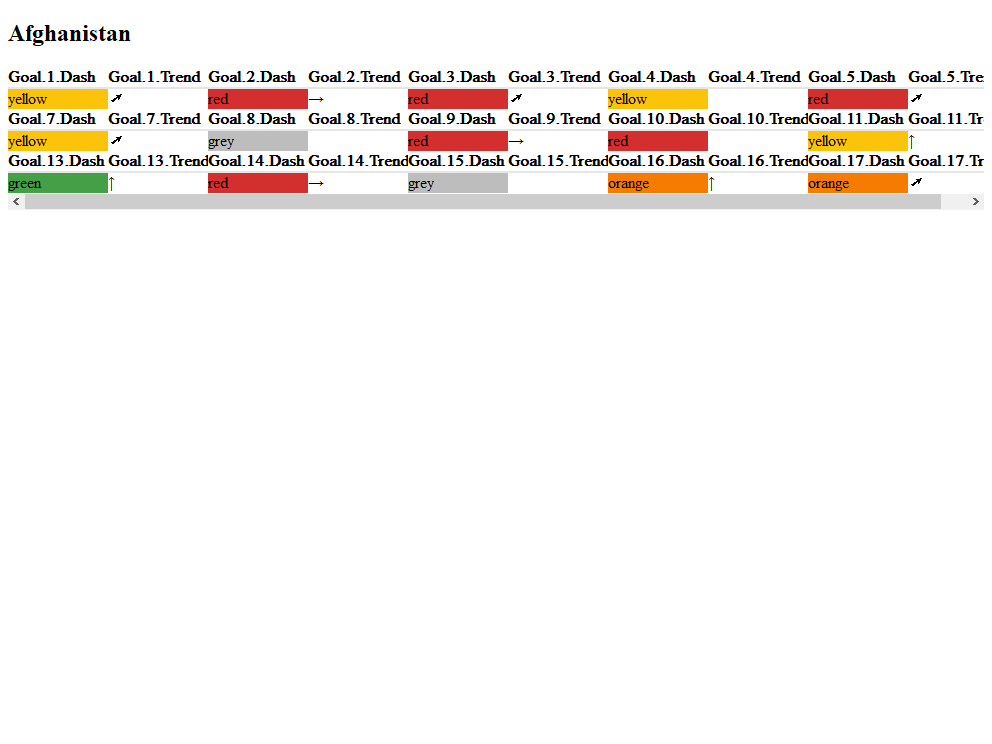 Afghanistan
Goal.1.Dash Goal.1.Trend Goal.2.Dash Goal.2.Trend Goal.3.Dash Goal.3.Trend Goal.4.Dash Goal.4.Trend Goal.5.Dash Goal.5.Tre
yellow ↗ red → red ↗ yellow red ↗
Goal.7.Dash Goal.7.Trend Goal.8.Dash Goal.8.Trend Goal.9.Dash Goal.9.Trend Goal.10.Dash Goal.10.Trend Goal.11.Dash Goal.11.Tr
yellow ↗ grey red → red yellow ↑
Goal.13.Dash Goal.13.Trend Goal.14.Dash Goal.14.Trend Goal.15.Dash Goal.15.Trend Goal.16.Dash Goal.16.Trend Goal.17.Dash Goal.17.Tr
green ↑ red → grey orange ↑ orange ↗